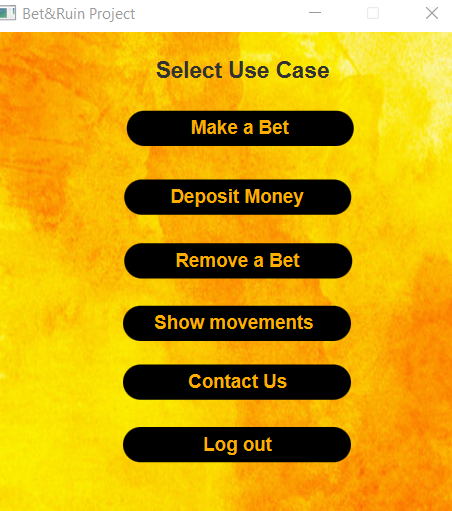 Bet&Ruin Project
Select Use Case
Make a Bet
Deposit Money
Remove a Bet
Show movements
Contact Us
Log out